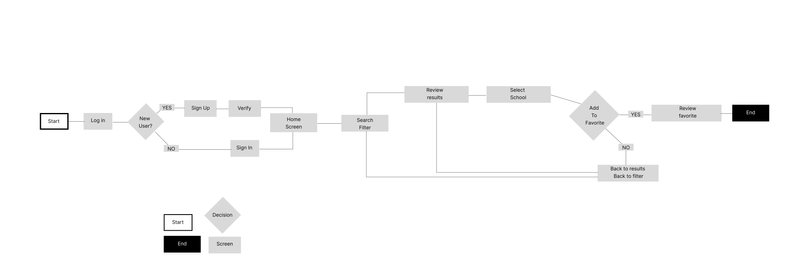 Start
Log in
New
User?
YES
Sign Up
Verify
NO
Sign in
Home
Screen
Search
Filter
Review
results
Select
School
Add
To
Favorite
YES
Review
favorite
End
NO
Back to results
Back to filter
Start
Decision
End
Screen